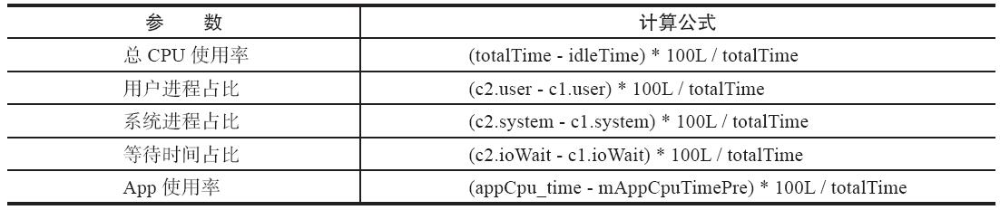 参 数 计算公式
总 CPU 使用率 (totalTime - idleTime) * 100L / totalTime
用户进程占比 (c2.user - c1.user) * 100L / totalTime
系统进程占比 (c2.system - c1.system) * 100L / totalTime
等待时间占比 (c2.ioWait - c1.ioWait) * 100L / totalTime
App 使用率 (appCpu_time - mAppCpuTimePre) * 100L / totalTime